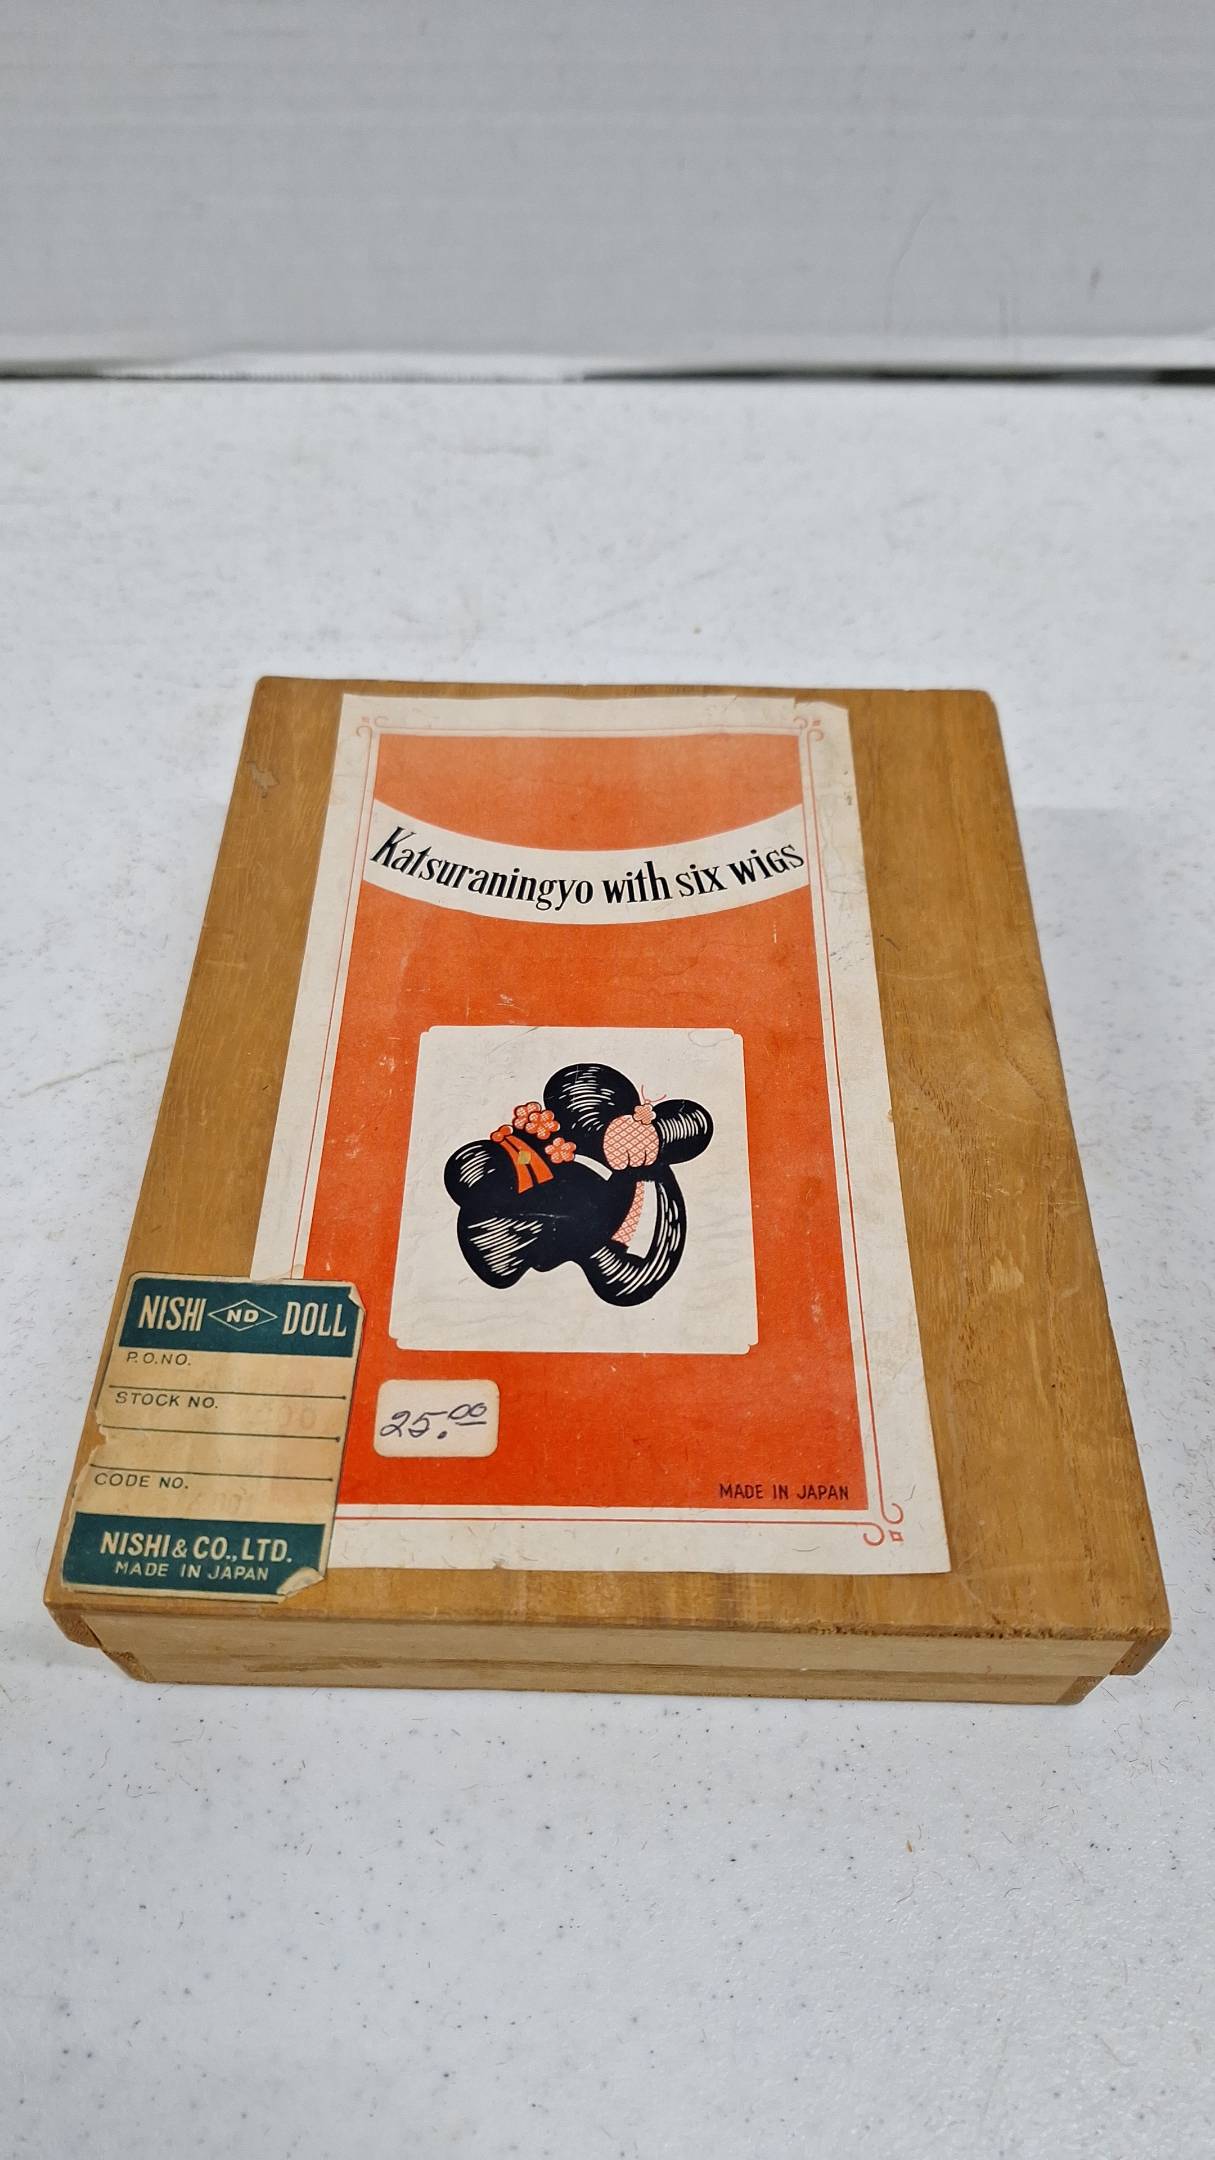 Katsuraningyo with six wigs
NISHI ND DOLL
P.O.NO.
STOCK NO.
CODE NO.
NISHI & CO., LTD.
MADE IN JAPAN
25.00
MADE IN JAPAN